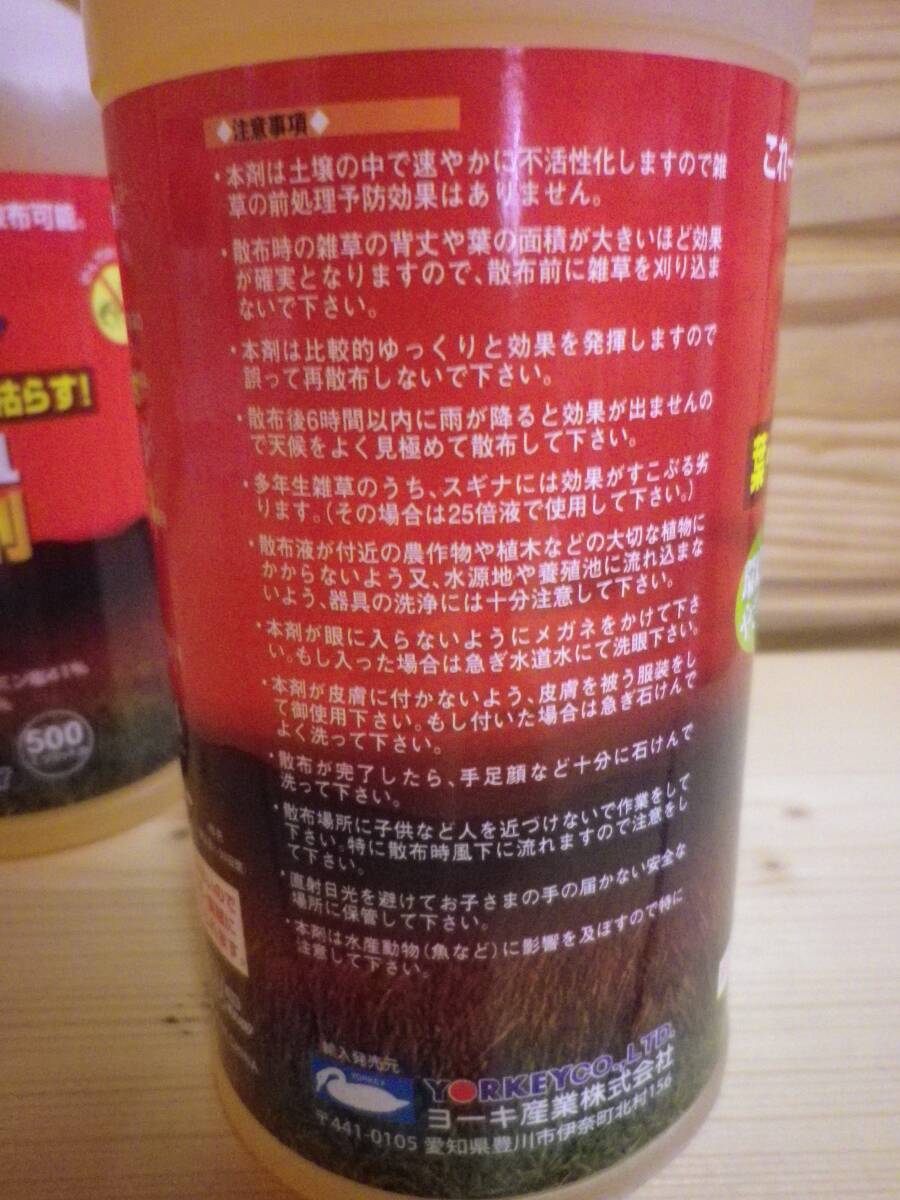 ◆注意事項◆
・本剤は土壌の中で速やかに不活性化しますので雑
草の前処理予防効果はありません。
・散布時の雑草の背丈や葉の面積が大きいほど効果
が確実となりますので、散布前に雑草を刈り込ま
ないで下さい。
・本剤は比較的ゆっくりと効果を発揮しますので
誤って再散布しないで下さい。
・散布後6時間以内に雨が降ると効果が出ませんの
で天候をよく見極めて散布して下さい。
・多年生雑草のうち、スギナには効果がすこぶる劣
ります。(その場合は25倍液で使用して下さい。)
・散布液が付近の農作物や植木などの大切な植物に
かからないよう又、水源地や養殖池に流れ込まな
いよう、器具の洗浄には十分注意して下さい。
・本剤が眼に入らないようにメガネをかけて下さ
い。もし入った場合は急ぎ水道水にて洗眼下さい。
・本剤が皮膚に付かないよう、皮膚を被う服装をし
て御使用下さい。もし付いた場合は急ぎ石けんで
よく洗って下さい。
・散布が完了したら、手足顔など十分に石けんで
洗って下さい。
・散布場所に子供など人を近づけないで作業をして
下さい。特に散布時風下に流れますので注意をし
て下さい。
・直射日光を避けてお子さまの手の届かない安全な
場所に保管して下さい。
・本剤は水産動物(魚など)に影響を及ぼすので特に
注意して下さい。
輸入発売元
YORKEY
YORKEYCO.,LTD.
ヨーキ産業株式会社
〒441-0105 愛知県豊川市伊奈町北村156
布可能。
枯らす!
剤
ミン塩41%
500
これ一
葉